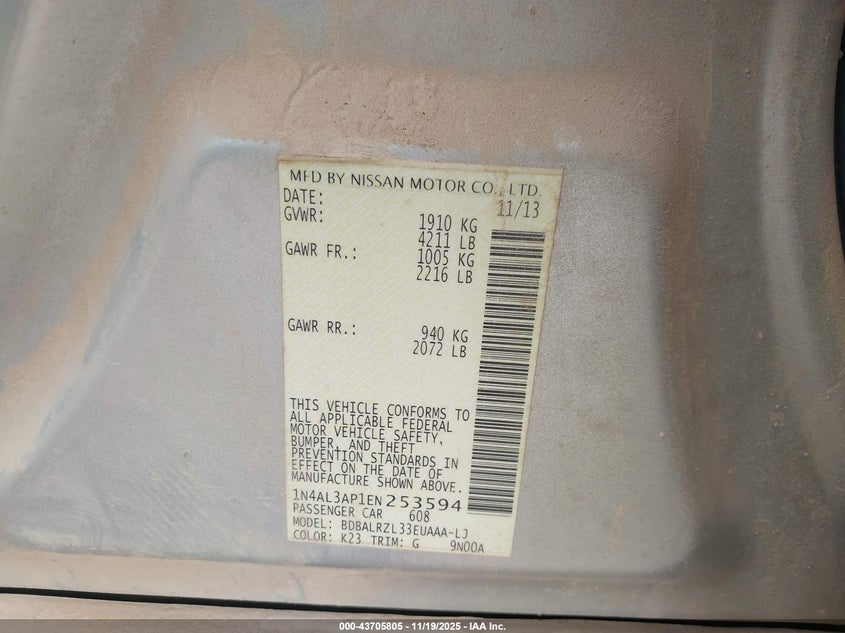 MFD BY NISSAN MOTOR CO., LTD.
DATE: 11/13
GVWR: 1910 KG
4211 LB
GAWR FR.: 1005 KG
2216 LB
GAWR RR.: 940 KG
2072 LB
THIS VEHICLE CONFORMS TO
ALL APPLICABLE FEDERAL
MOTOR VEHICLE SAFETY,
BUMPER, AND THEFT
PREVENTION STANDARDS IN
EFFECT ON THE DATE OF
MANUFACTURE SHOWN ABOVE.
1N4AL3AP1EN253594
PASSENGER CAR 608
MODEL: BDBALRZL33EUAAA-LJ
COLOR: K23 TRIM: G 9N00A
000-43705805 - 11/19/2025 - IAA Inc.